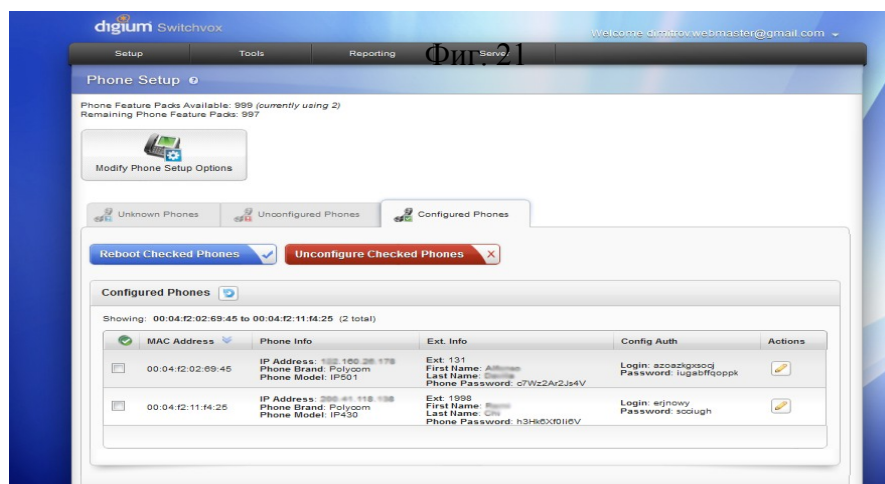 digium Switchvox
Welcome dimitrovwebmaster@gmail.com
Setup Tools Reporting Server
Фиг. 21
Phone Setup
Phone Feature Packs Available: 999 (currently using 2)
Remaining Phone Feature Packs: 997
Modify Phone Setup Options
Unknown Phones Unconfigured Phones Configured Phones
Reboot Checked Phones Unconfigure Checked Phones
Configured Phones
Showing: 00:04:f2:02:69:45 to 00:04:f2:11:f4:25 (2 total)
MAC Address Phone Info Ext. Info Config Auth Actions
00:04:f2:02:69:45
IP Address:
Phone Brand: Polycom
Phone Model: IP501
Ext: 131
First Name:
Last Name:
Phone Password: c7Wz2Ar2Js4V
Login: azoazkgxsocj
Password: iugabffqoppk
00:04:f2:11:f4:25
IP Address:
Phone Brand: Polycom
Phone Model: IP430
Ext: 1998
First Name:
Last Name:
Phone Password: h3Hk6Xf0Ii6V
Login: erjnowy
Password: scciugh